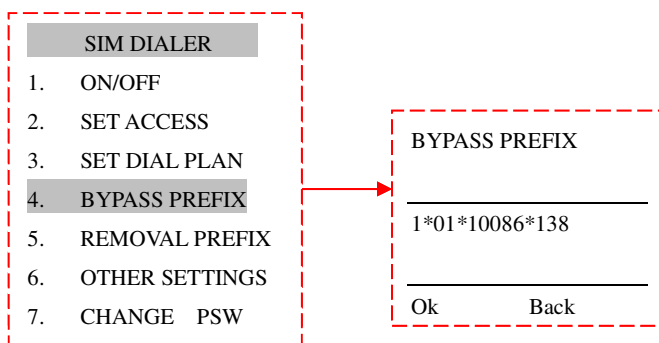 SIM DIALER
1. ON/OFF
2. SET ACCESS
3. SET DIAL PLAN
4. BYPASS PREFIX
5. REMOVAL PREFIX
6. OTHER SETTINGS
7. CHANGE PSW
BYPASS PREFIX
1*01*10086*138
Ok Back